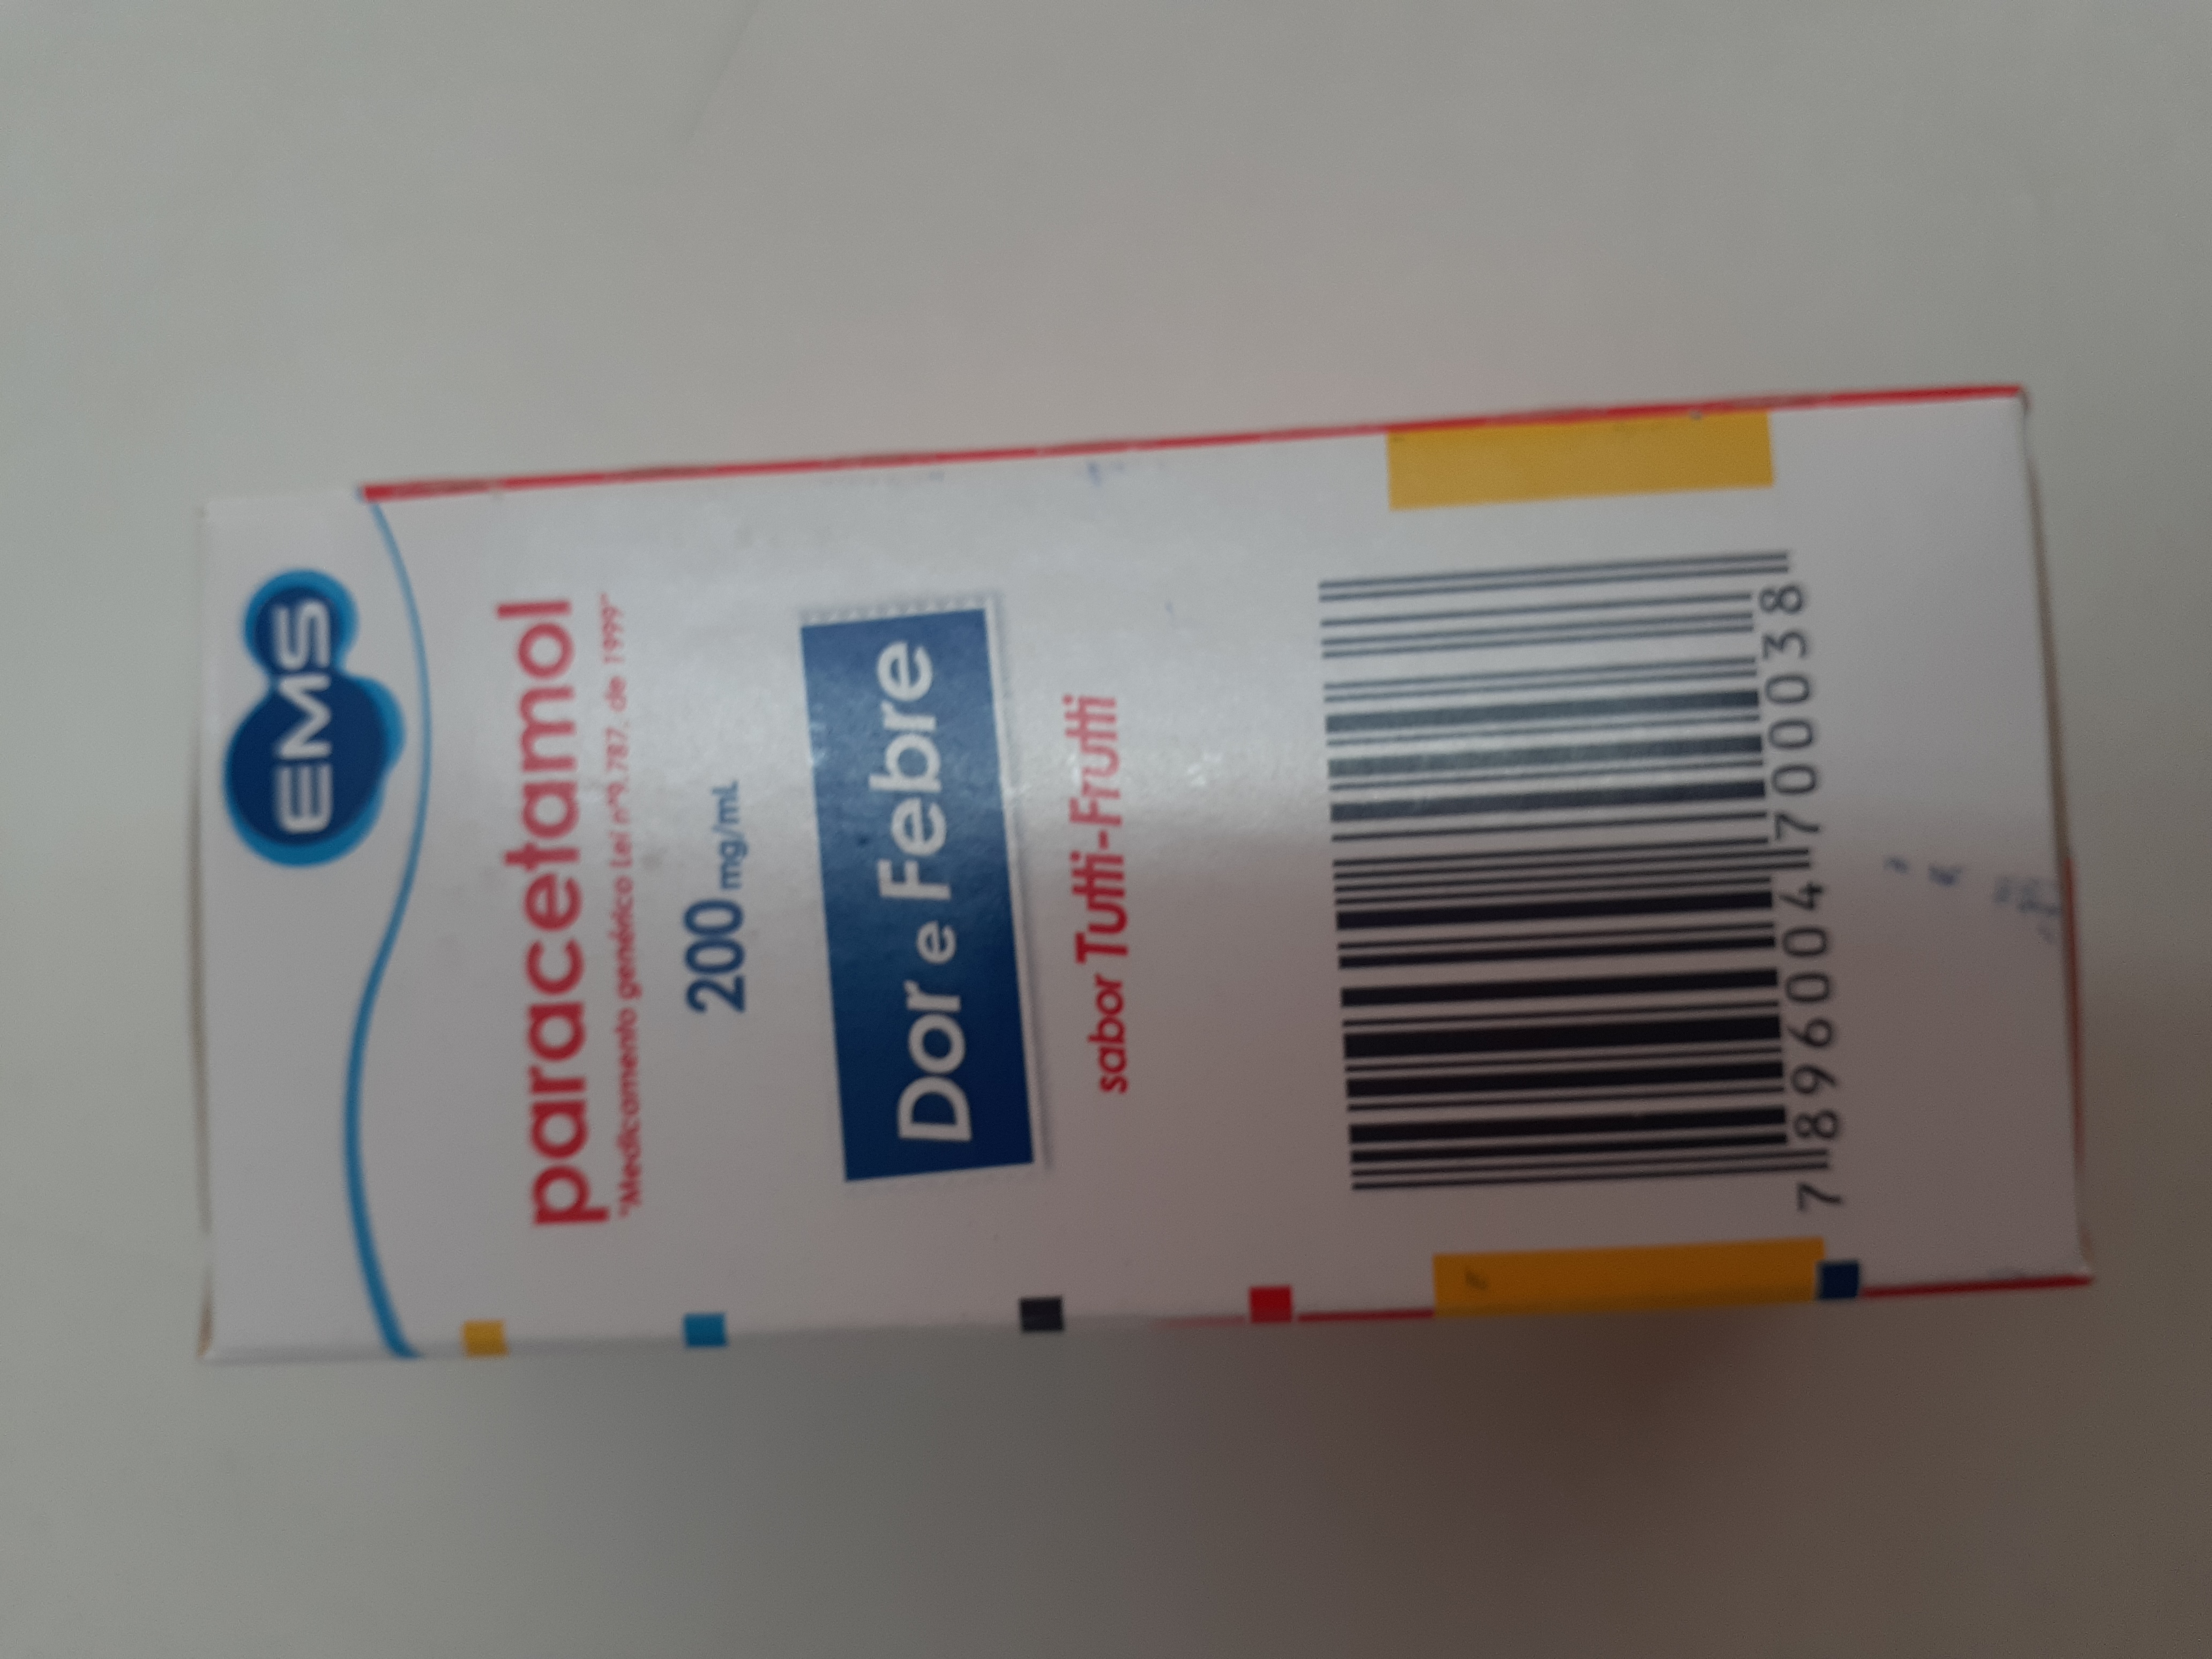 EMS
paracetamol
"Medicamento genérico Lei nº9.787, de 1999"
200 mg/mL
Dor e Febre
sabor Tutti-Frutti
7 896004 700038